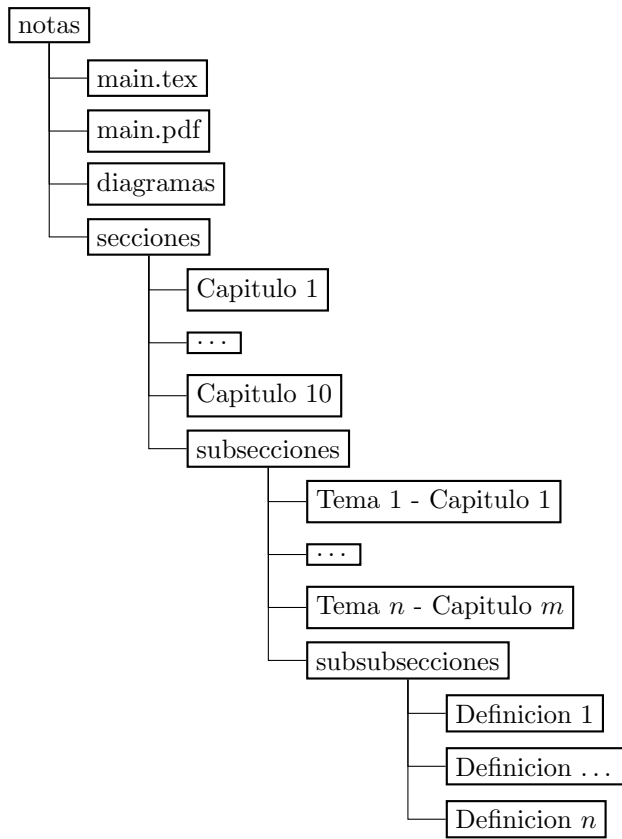 notas
main.tex
main.pdf
diagramas
secciones
Capitulo 1
···
Capitulo 10
subsecciones
Tema 1 - Capitulo 1
···
Tema n - Capitulo m
subsubsecciones
Definicion 1
Definicion ...
Definicion n